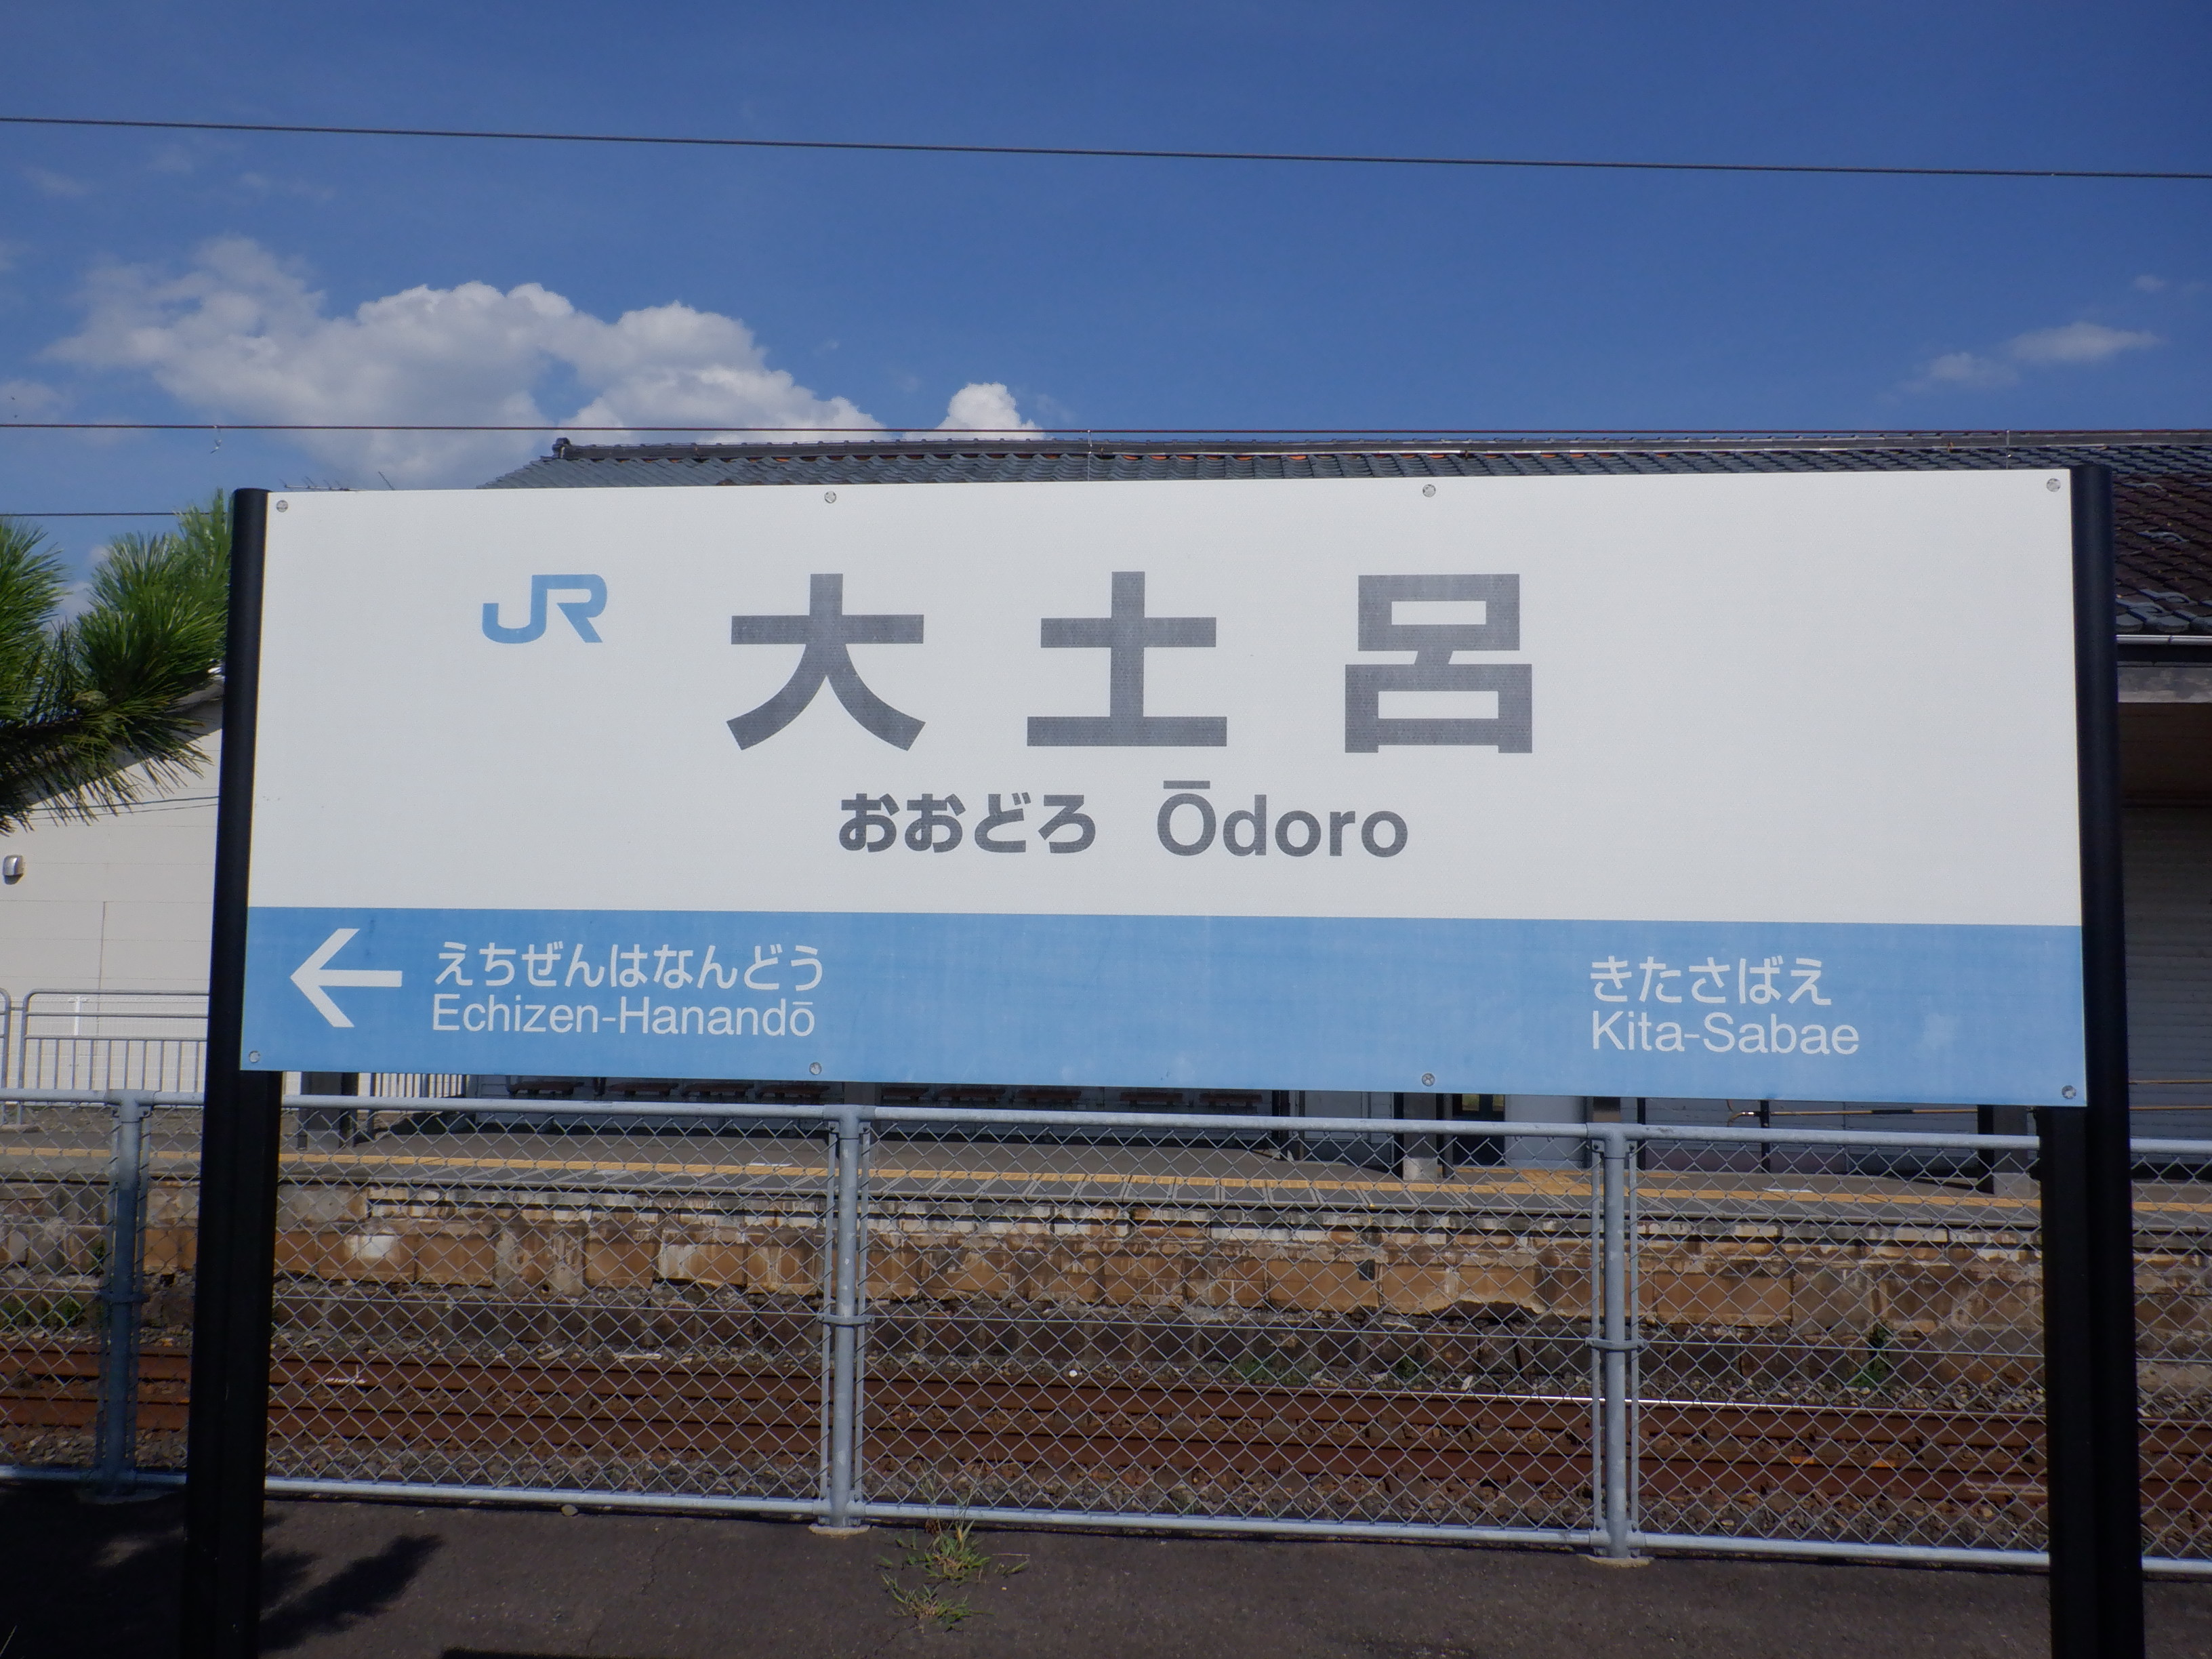 JR 大土呂
おおどろ Ōdoro
← えちぜんはなんどう
Echizen-Hanandō
きたさばえ
Kita-Sabae